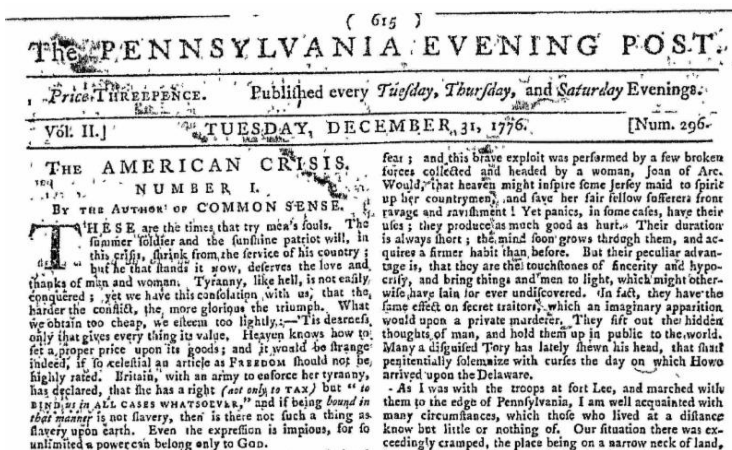 ( 615 )
The PENNSYLVANIA EVENING POST.
Price THREEPENCE. Published every Tuesday, Thursday, and Saturday Evenings.
Vol. II.] TUESDAY, DECEMBER, 31, 1776. [Num. 296.
THE AMERICAN CRISIS.
NUMBER I.
BY THE AUTHOR OF COMMON SENSE.
THESE are the times that try men's souls. The
summer soldier and the sunshine patriot will, in
this crisis, shrink from the service of his country;
but he that stands it now, deserves the love and
thanks of man and woman. Tyranny, like hell, is not easily
conquered; yet we have this consolation with us, that the
harder the conflict, the more glorious the triumph. What
we obtain too cheap, we esteem too lightly;—'Tis dearness
only that gives every thing its value. Heaven knows how to
set a proper price upon its goods; and it would be strange
indeed, if so celestial an article as FREEDOM should not be
highly rated. Britain, with an army to enforce her tyranny,
has declared, that she has a right (not only to TAX) but "to
BIND us in ALL CASES WHATSOEVER," and if being bound in
that manner is not slavery, then is there not such a thing as
slavery upon earth. Even the expression is impious, for so
unlimited a power can belong only to GOD.
fear; and this brave exploit was performed by a few broken
forces collected and headed by a woman, Joan of Arc.
Would, that heaven might inspire some Jersey maid to spirit
up her countrymen, and save her fair fellow sufferers from
ravage and ravishment! Yet panics, in some cases, have their
uses; they produce as much good as hurt. Their duration
is always short; the mind soon grows through them, and ac-
quires a firmer habit than before. But their peculiar advan-
tage is, that they are the touchstones of sincerity and hypo-
crisy, and bring things and men to light, which might other-
wise have lain for ever undiscovered. In fact, they have the
same effect on secret traitors, which an imaginary apparition
would upon a private murderer. They sift out the hidden
thoughts of man, and hold them up in public to the world.
Many a disguised Tory has lately shewn his head, that shall
penitentially solemnize with curses the day on which Howe
arrived upon the Delaware.
As I was with the troops at fort Lee, and marched with
them to the edge of Pennsylvania, I am well acquainted with
many circumstances, which those who lived at a distance
know but little or nothing of. Our situation there was ex-
ceedingly cramped, the place being on a narrow neck of land,